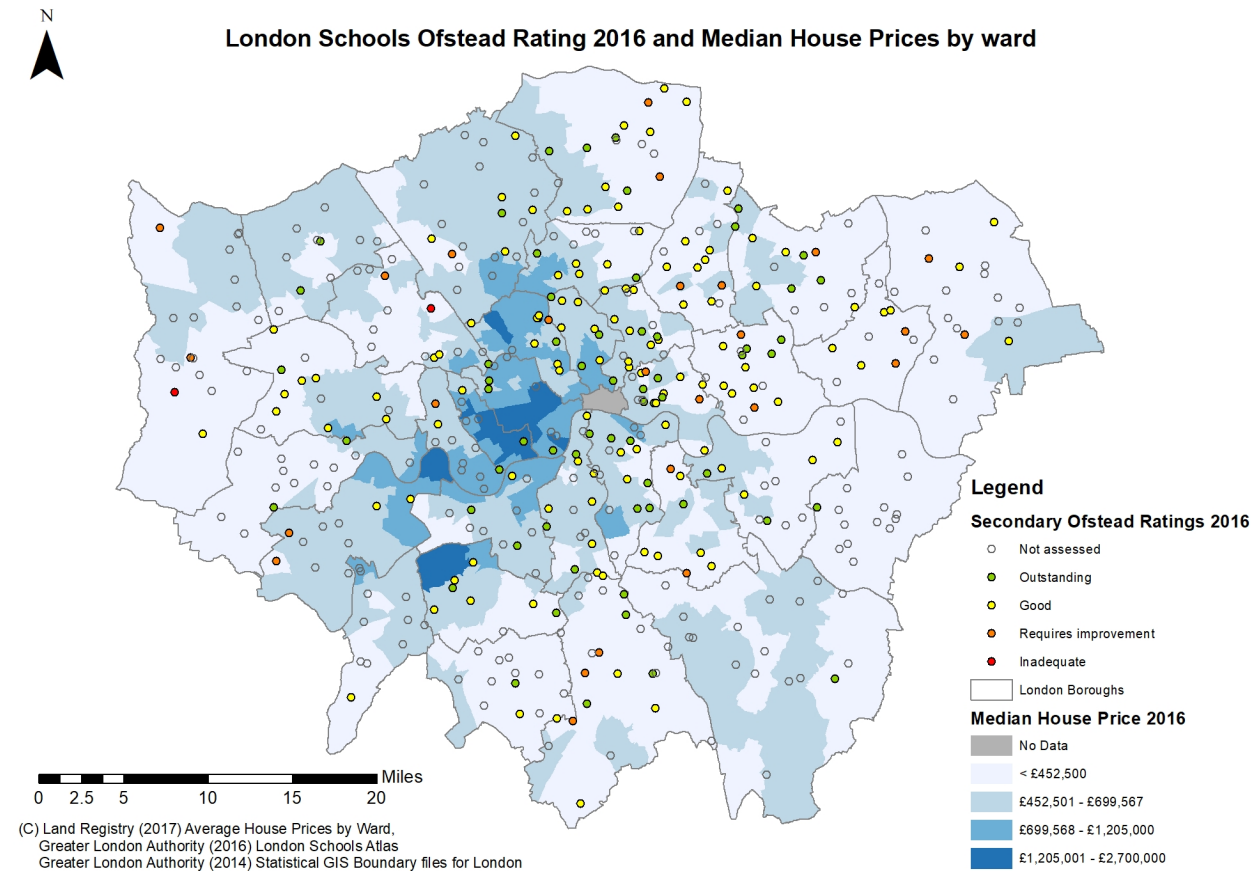 N
London Schools Ofstead Rating 2016 and Median House Prices by ward
Legend
Secondary Ofstead Ratings 2016
Not assessed
Outstanding
Good
Requires improvement
Inadequate
London Boroughs
Median House Price 2016
No Data
< £452,500
£452,501 - £699,567
£699,568 - £1,205,000
£1,205,001 - £2,700,000
Miles
0 2.5 5 10 15 20
(C) Land Registry (2017) Average House Prices by Ward,
Greater London Authority (2016) London Schools Atlas
Greater London Authority (2014) Statistical GIS Boundary files for London